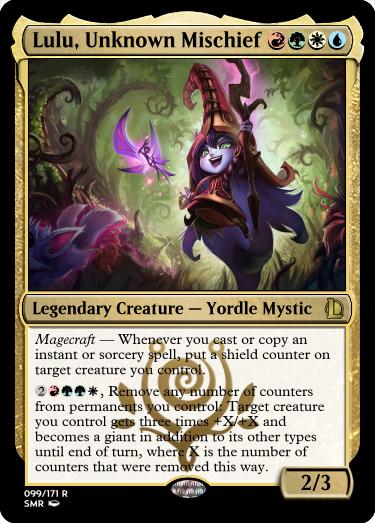 Lulu, Unknown Mischief
Legendary Creature — Yordle Mystic
Magecraft — Whenever you cast or copy an
instant or sorcery spell, put a shield counter on
target creature you control.
2, Remove any number of counters
from permanents you control: Target creature
you control gets three times +X/+X and
becomes a giant in addition to its other types
until end of turn, where X is the number of
counters that were removed this way.
2/3
099/171 R
SMR